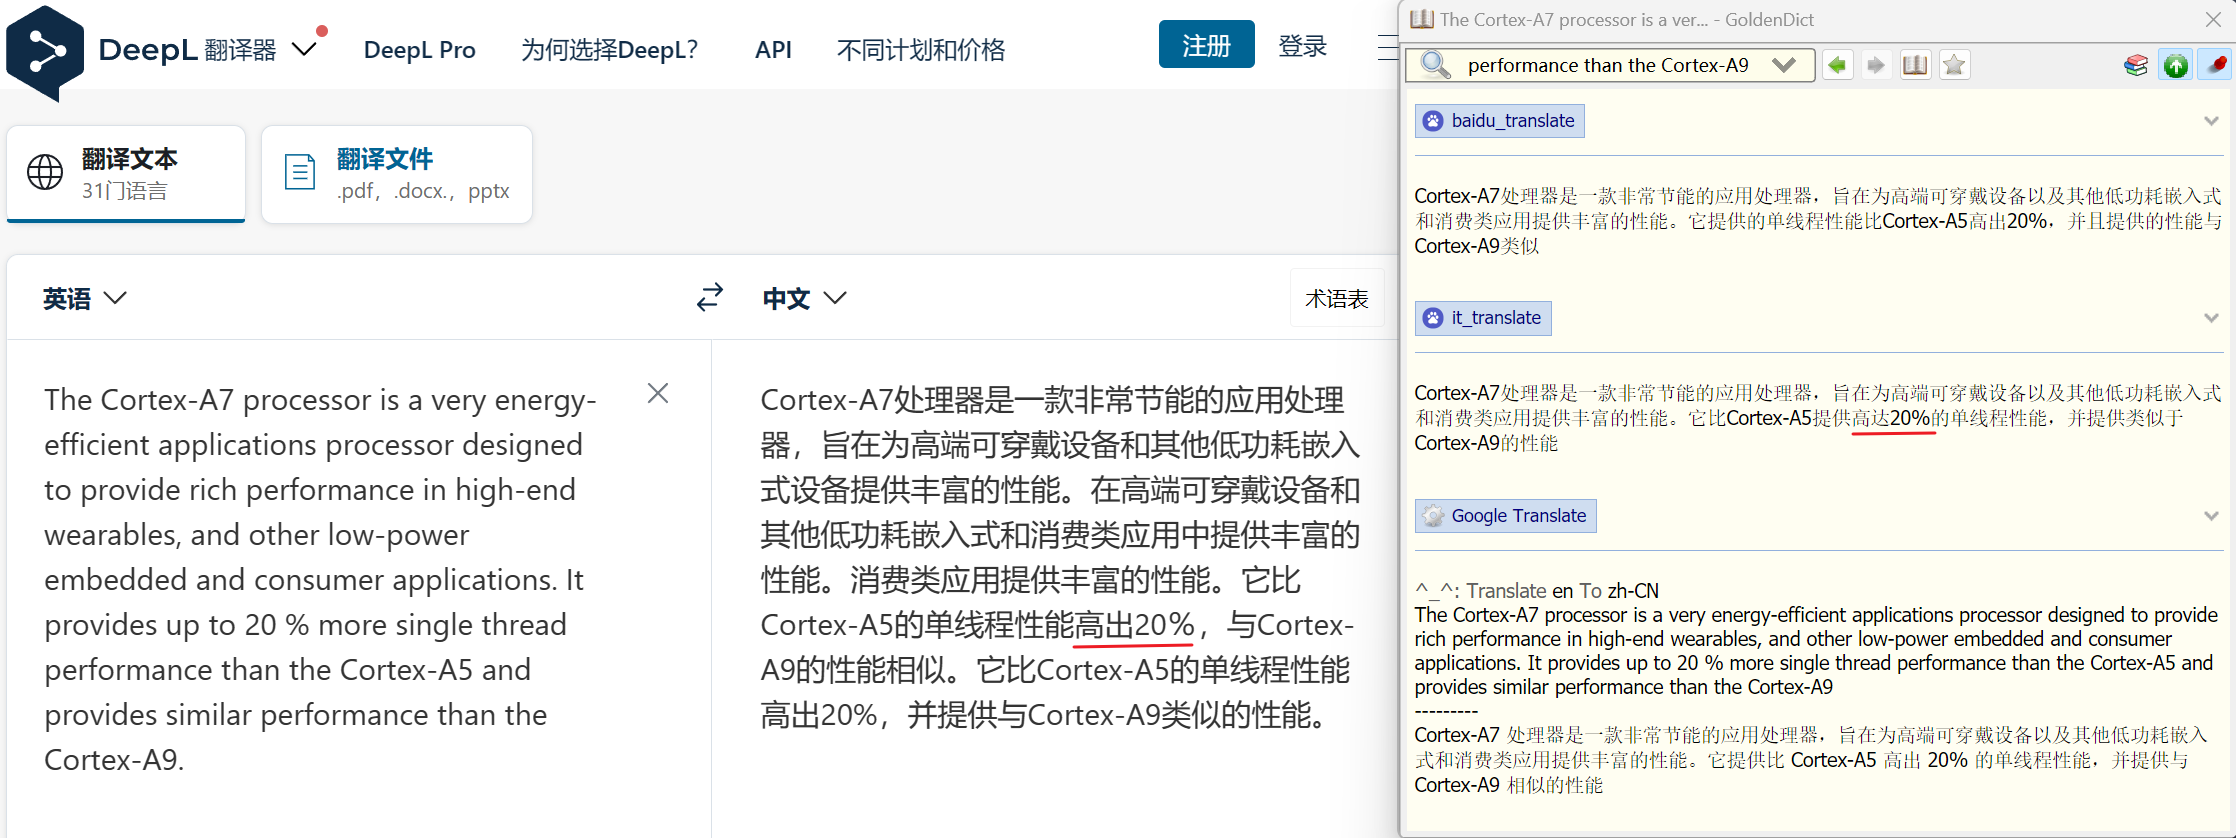 DeepL 翻译器
DeepL Pro
为何选择DeepL?
API
不同计划和价格
注册
登录
翻译文本
31门语言
翻译文件
.pdf, .docx., pptx
英语
中文
术语表
The Cortex-A7 processor is a very energy-
efficient applications processor designed
to provide rich performance in high-end
wearables, and other low-power
embedded and consumer applications. It
provides up to 20 % more single thread
performance than the Cortex-A5 and
provides similar performance than the
Cortex-A9.
Cortex-A7处理器是一款非常节能的应用处理
器，旨在为高端可穿戴设备和其他低功耗嵌入
式设备提供丰富的性能。在高端可穿戴设备和
其他低功耗嵌入式和消费类应用中提供丰富的
性能。消费类应用提供丰富的性能。它比
Cortex-A5的单线程性能高出20%，与Cortex-
A9的性能相似。它比Cortex-A5的单线程性能
高出20%，并提供与Cortex-A9类似的性能。
The Cortex-A7 processor is a ver... - GoldenDict
performance than the Cortex-A9
baidu_translate
Cortex-A7处理器是一款非常节能的应用处理器，旨在为高端可穿戴设备以及其他低功耗嵌入式
和消费类应用提供丰富的性能。它提供的单线程性能比Cortex-A5高出20%，并且提供的性能与
Cortex-A9类似
it_translate
Cortex-A7处理器是一款非常节能的应用处理器，旨在为高端可穿戴设备以及其他低功耗嵌入式
和消费类应用提供丰富的性能。它比Cortex-A5提供高达20%的单线程性能，并提供类似于
Cortex-A9的性能
Google Translate
^_^: Translate en To zh-CN
The Cortex-A7 processor is a very energy-efficient applications processor designed to provide
rich performance in high-end wearables, and other low-power embedded and consumer
applications. It provides up to 20 % more single thread performance than the Cortex-A5 and
provides similar performance than the Cortex-A9
---------
Cortex-A7 处理器是一款非常节能的应用处理器，旨在为高端可穿戴设备以及其他低功耗嵌入
式和消费类应用提供丰富的性能。它提供比 Cortex-A5 高出 20% 的单线程性能，并提供与
Cortex-A9 相似的性能